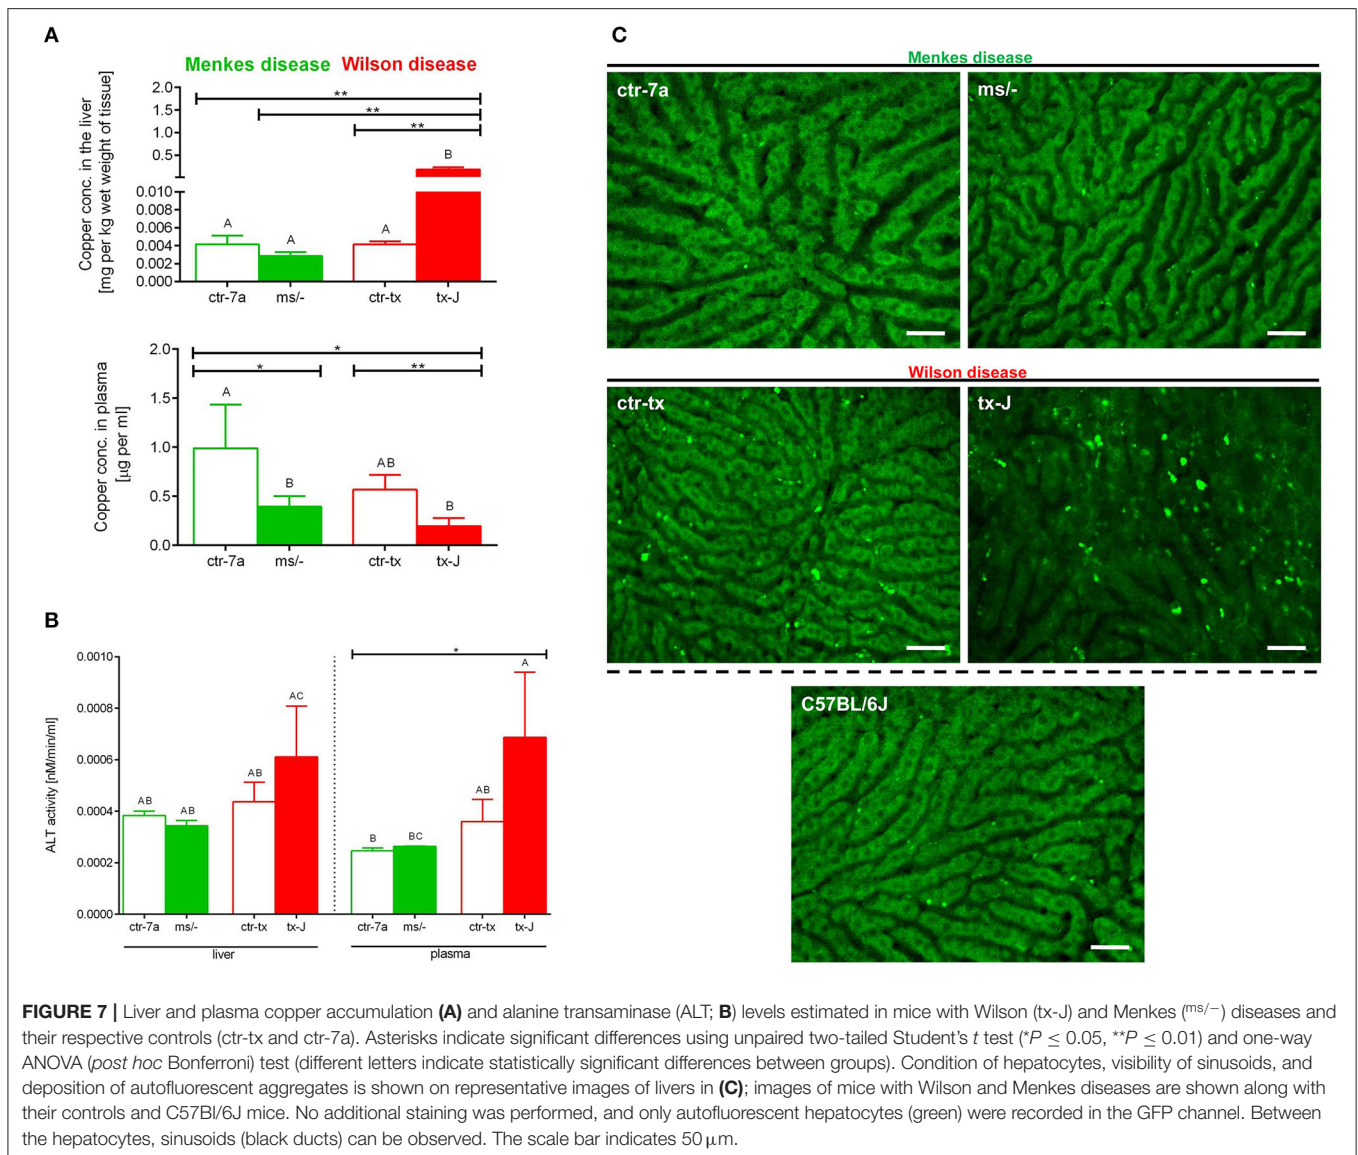 A
Menkes disease Wilson disease
Copper conc. in the liver
[mg per kg wet weight of tissue]
2.0
1.5
1.0
0.5
0.010
0.008
0.006
0.004
0.002
0.000
**
**
**
A
A
A
B
ctr-7a ms/- ctr-tx tx-J
Copper conc. in plasma
[µg per ml]
2.0
1.5
1.0
0.5
0.0
*
*
**
A
B
AB
B
ctr-7a ms/- ctr-tx tx-J
B
ALT activity [nM/min/ml]
0.0010
0.0008
0.0006
0.0004
0.0002
0.0000
*
AB
AB
AB
AC
B
BC
AB
A
ctr-7a ms/- ctr-tx tx-J ctr-7a ms/- ctr-tx tx-J
liver plasma
C
Menkes disease
ctr-7a ms/-
Wilson disease
ctr-tx tx-J
C57BL/6J
FIGURE 7 | Liver and plasma copper accumulation (A) and alanine transaminase (ALT; B) levels estimated in mice with Wilson (tx-J) and Menkes (ms/−) diseases and
their respective controls (ctr-tx and ctr-7a). Asterisks indicate significant differences using unpaired two-tailed Student's t test (*P ≤ 0.05, **P ≤ 0.01) and one-way
ANOVA (post hoc Bonferroni) test (different letters indicate statistically significant differences between groups). Condition of hepatocytes, visibility of sinusoids, and
deposition of autofluorescent aggregates is shown on representative images of livers in (C); images of mice with Wilson and Menkes diseases are shown along with
their controls and C57Bl/6J mice. No additional staining was performed, and only autofluorescent hepatocytes (green) were recorded in the GFP channel. Between
the hepatocytes, sinusoids (black ducts) can be observed. The scale bar indicates 50 µm.